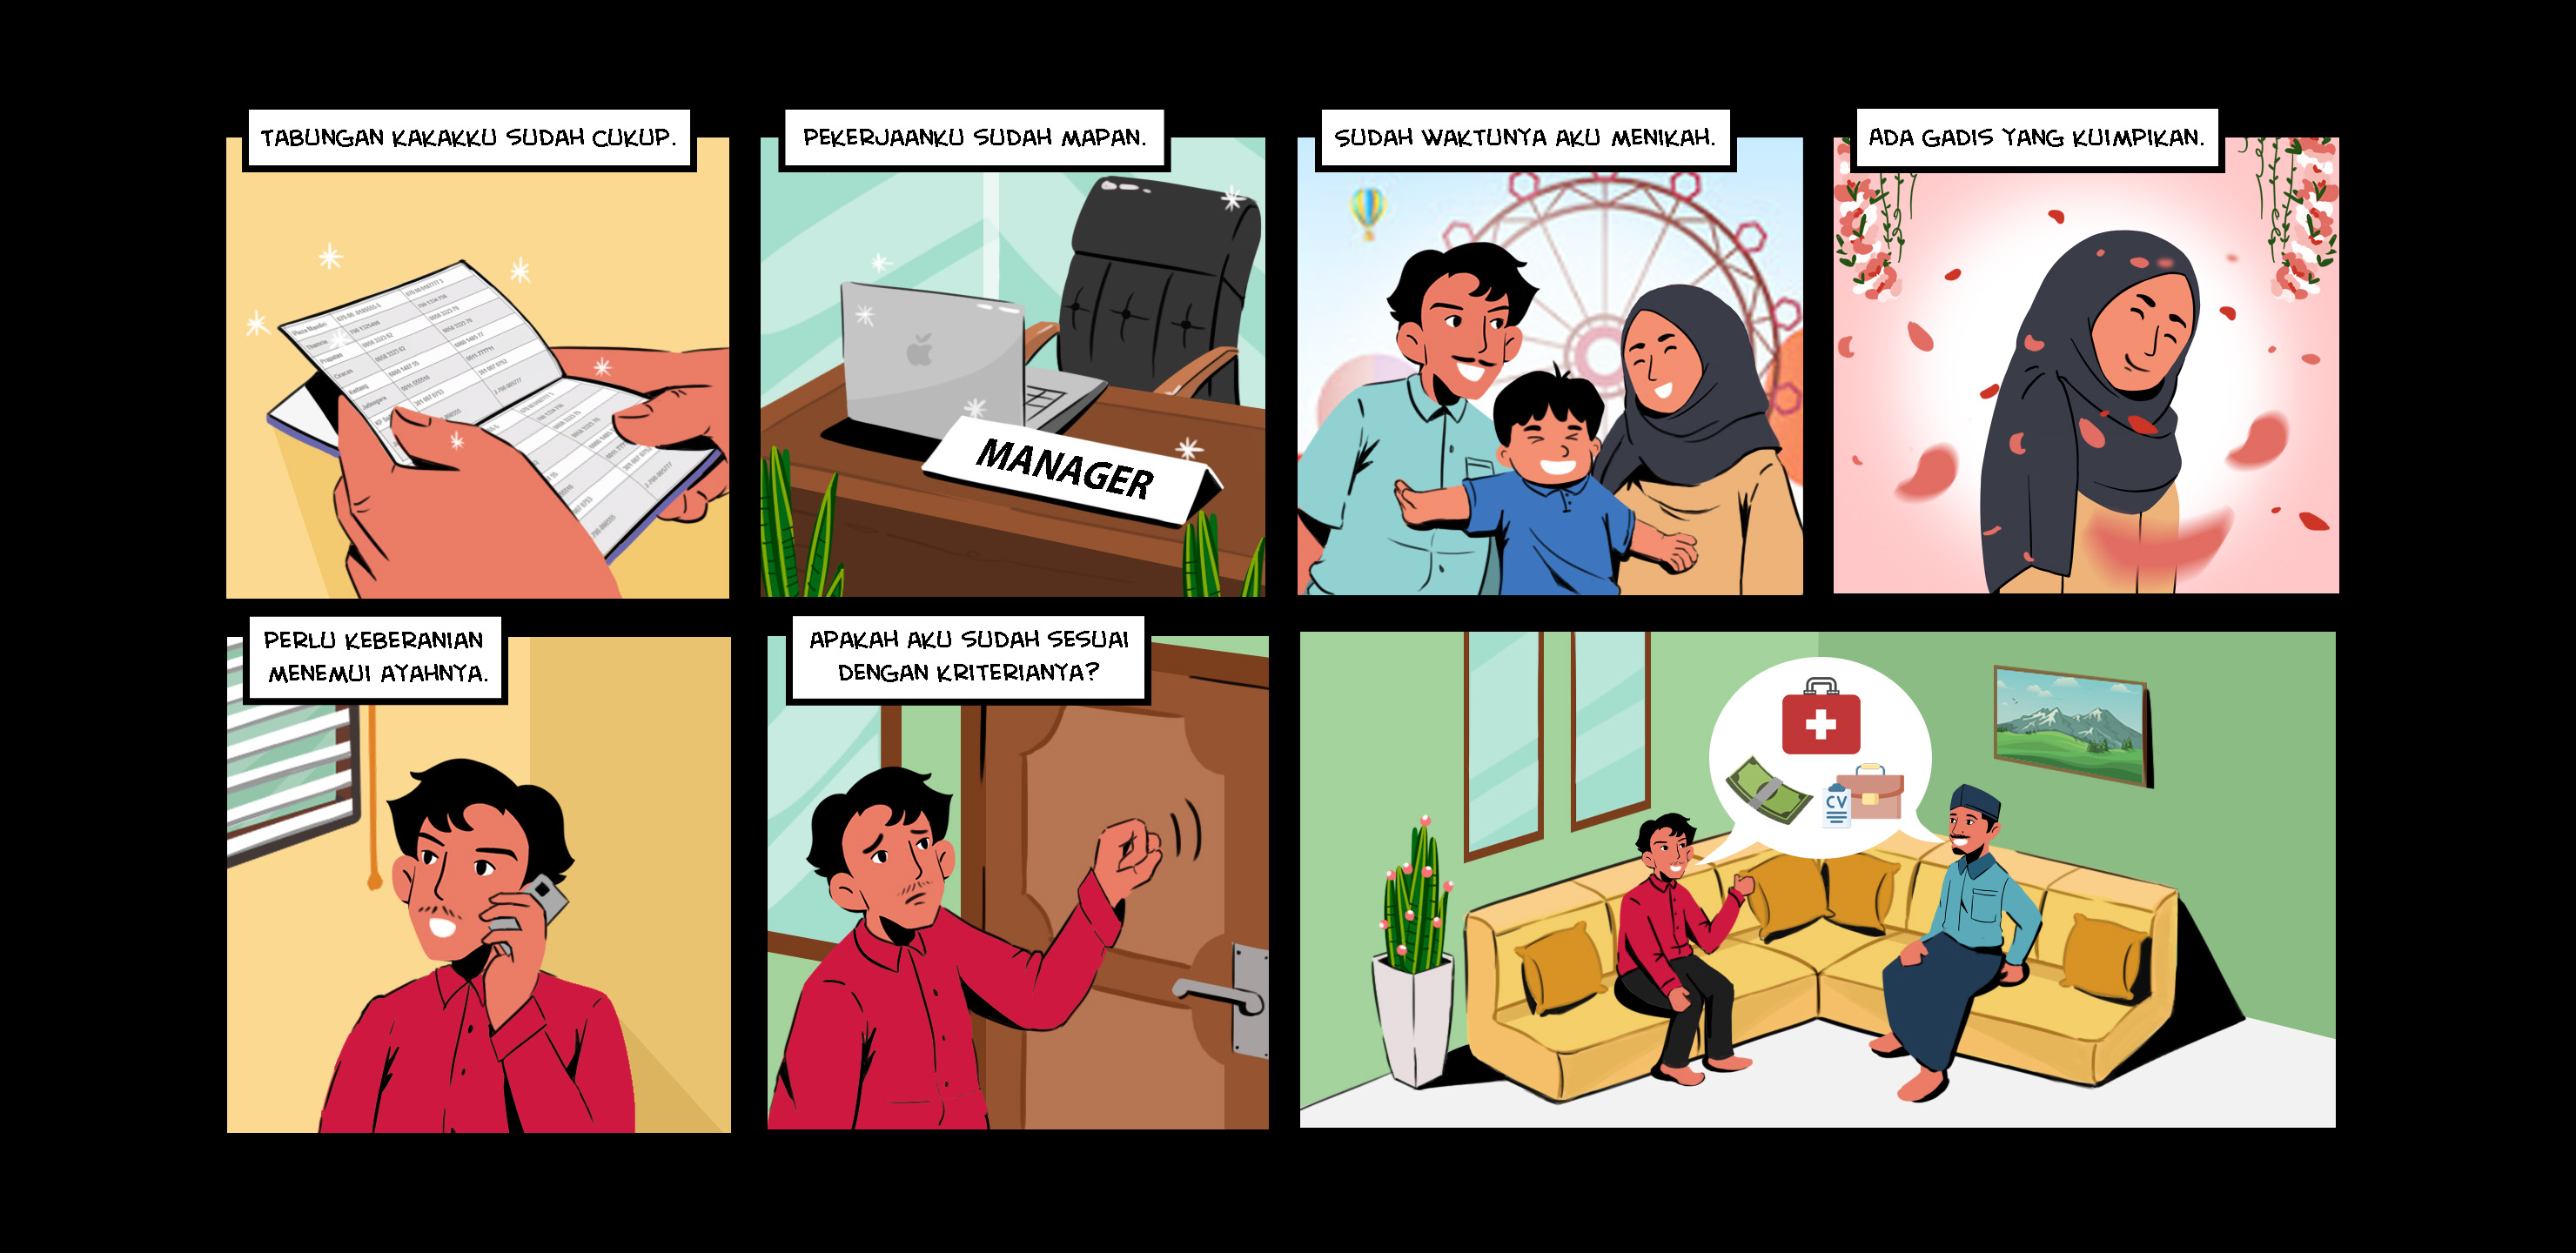 TABUNGAN KAKAKKU SUDAH CUKUP.
PEKERJAANKU SUDAH MAPAN.
SUDAH WAKTUNYA AKU MENIKAH.
ADA GADIS YANG KUIMPIKAN.
MANAGER
PERLU KEBERANIAN
MENEMUI AYAHNYA.
APAKAH AKU SUDAH SESUAI
DENGAN KRITERIANYA?
CV